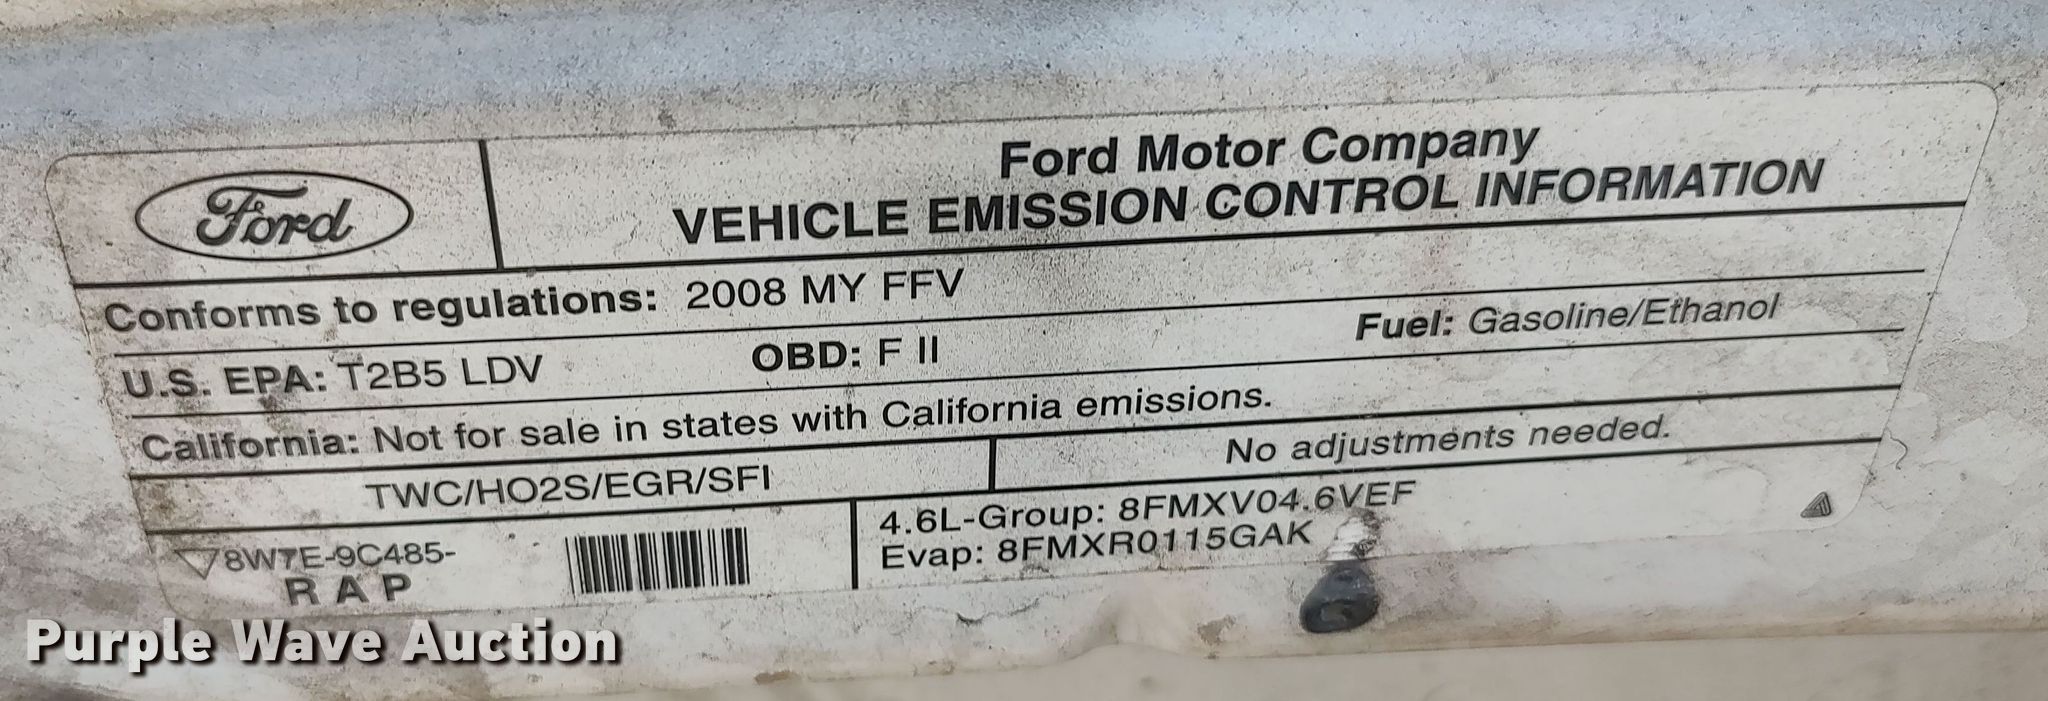 Ford
Ford Motor Company
VEHICLE EMISSION CONTROL INFORMATION
Conforms to regulations: 2008 MY FFV
U.S. EPA: T2B5 LDV OBD: F II Fuel: Gasoline/Ethanol
California: Not for sale in states with California emissions.
TWC/HO2S/EGR/SFI No adjustments needed.
8W7E-9C485-
RAP
4.6L-Group: 8FMXV04.6VEF
Evap: 8FMXR0115GAK
Purple Wave Auction